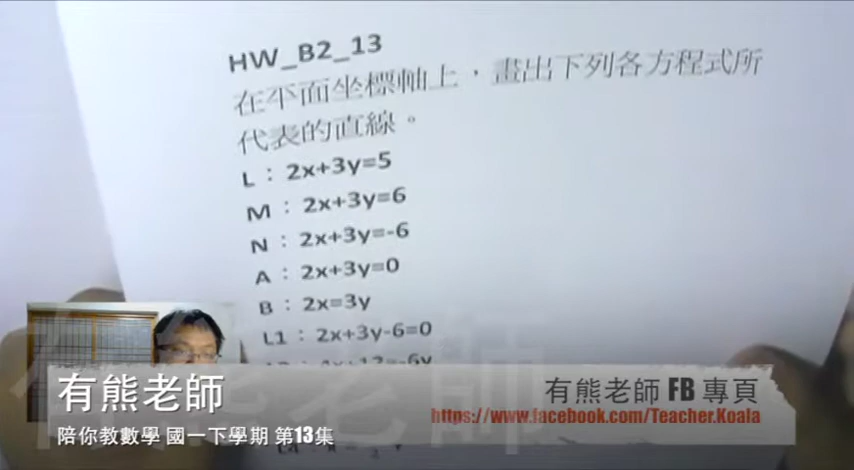 HW_B2_13
在平面坐標軸上，畫出下列各方程式所
代表的直線。
L：2x+3y=5
M：2x+3y=6
N：2x+3y=-6
A：2x+3y=0
B：2x=3y
L1：2x+3y-6=0
有熊老師
有熊老師 FB 專頁
https://www.facebook.com/Teacher.Koala
陪你教數學 國一下學期 第13集